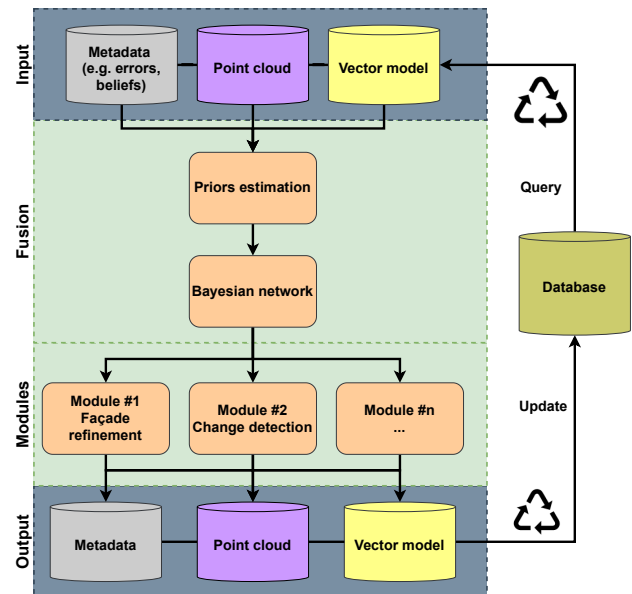 Input
Metadata
(e.g. errors,
beliefs)
Point cloud
Vector model
Fusion
Priors estimation
Bayesian network
Query
Database
Update
Modules
Module #1
Façade
refinement
Module #2
Change detection
Module #n
...
Output
Metadata
Point cloud
Vector model